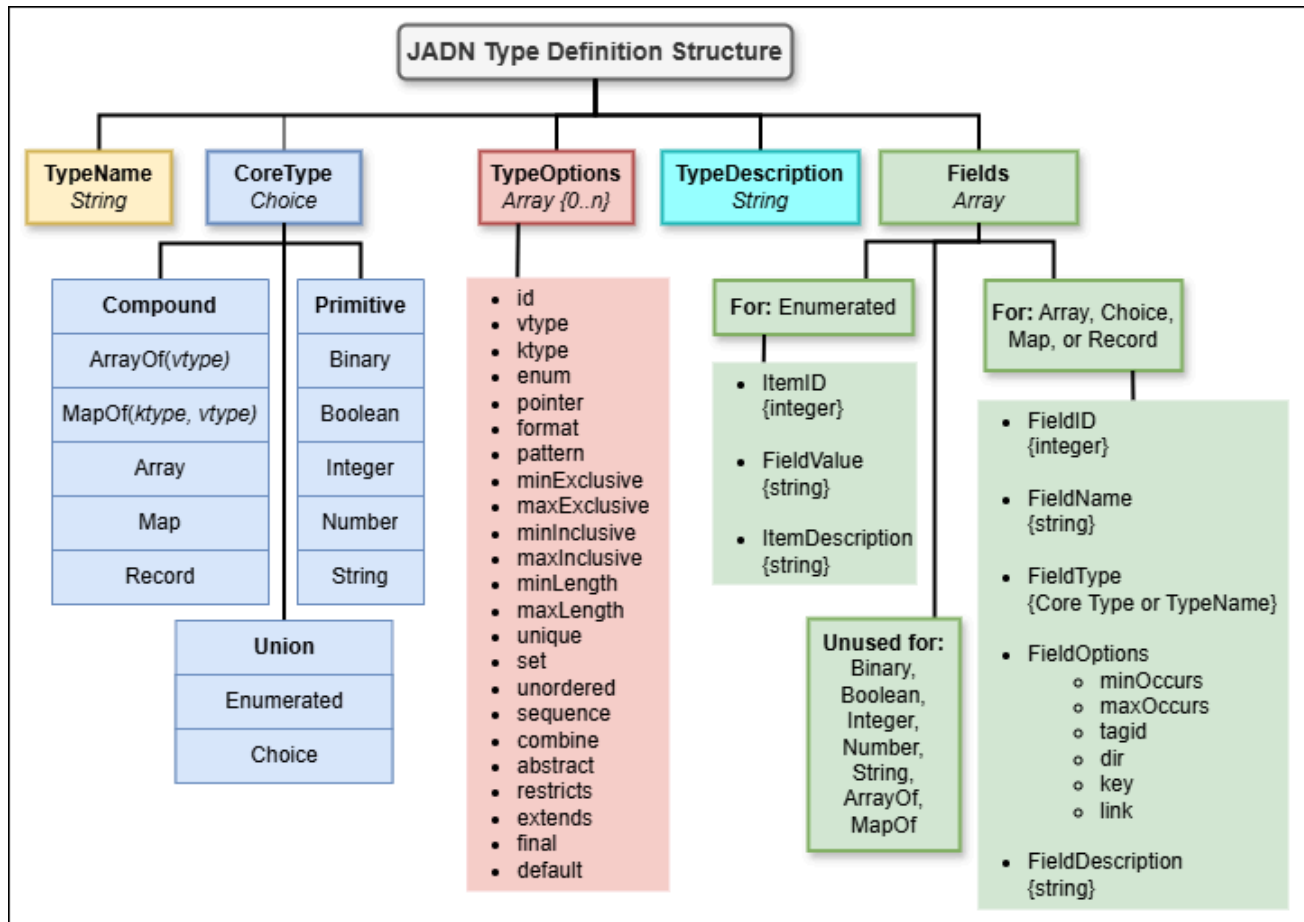 JADN Type Definition Structure
TypeName
String
CoreType
Choice
TypeOptions
Array {0..n}
TypeDescription
String
Fields
Array
Compound
ArrayOf(vtype)
MapOf(ktype, vtype)
Array
Map
Record
Primitive
Binary
Boolean
Integer
Number
String
Union
Enumerated
Choice
• id
• vtype
• ktype
• enum
• pointer
• format
• pattern
• minExclusive
• maxExclusive
• minInclusive
• maxInclusive
• minLength
• maxLength
• unique
• set
• unordered
• sequence
• combine
• abstract
• restricts
• extends
• final
• default
For: Enumerated
• ItemID
{integer}
• FieldValue
{string}
• ItemDescription
{string}
Unused for:
Binary,
Boolean,
Integer,
Number,
String,
ArrayOf,
MapOf
For: Array, Choice,
Map, or Record
• FieldID
{integer}
• FieldName
{string}
• FieldType
{Core Type or TypeName}
• FieldOptions
○ minOccurs
○ maxOccurs
○ tagid
○ dir
○ key
○ link
• FieldDescription
{string}